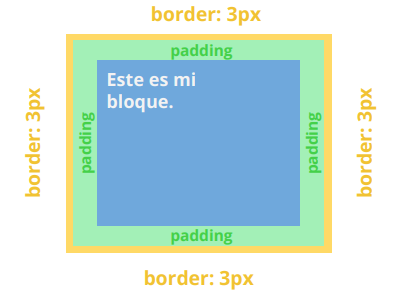 border: 3px
padding
Este es mi
bloque.
border: 3px
padding
padding
border: 3px
padding
border: 3px